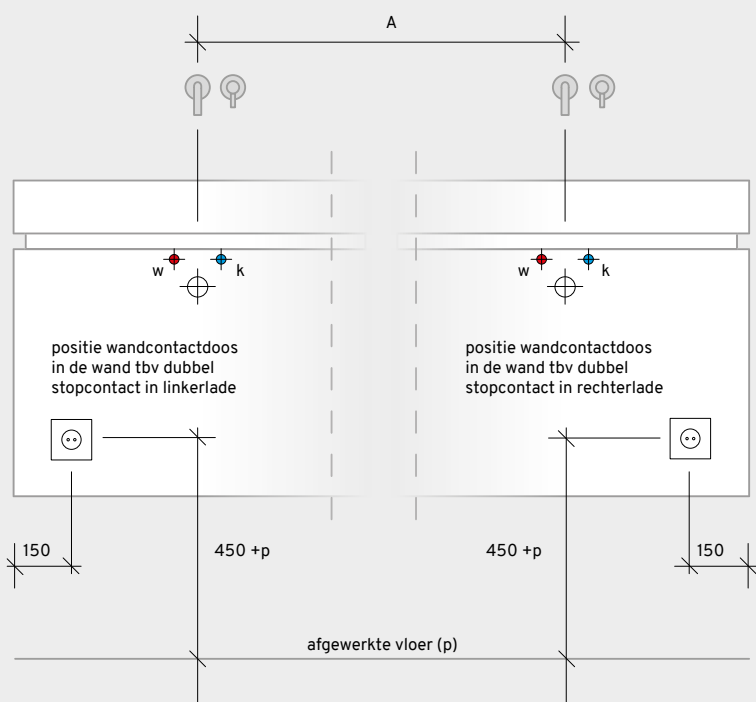 A
w
k
w
k
positie wandcontactdoos
in de wand tbv dubbel
stopcontact in linkerlade
positie wandcontactdoos
in de wand tbv dubbel
stopcontact in rechterlade
150
450 +p
450 +p
150
afgewerkte vloer (p)